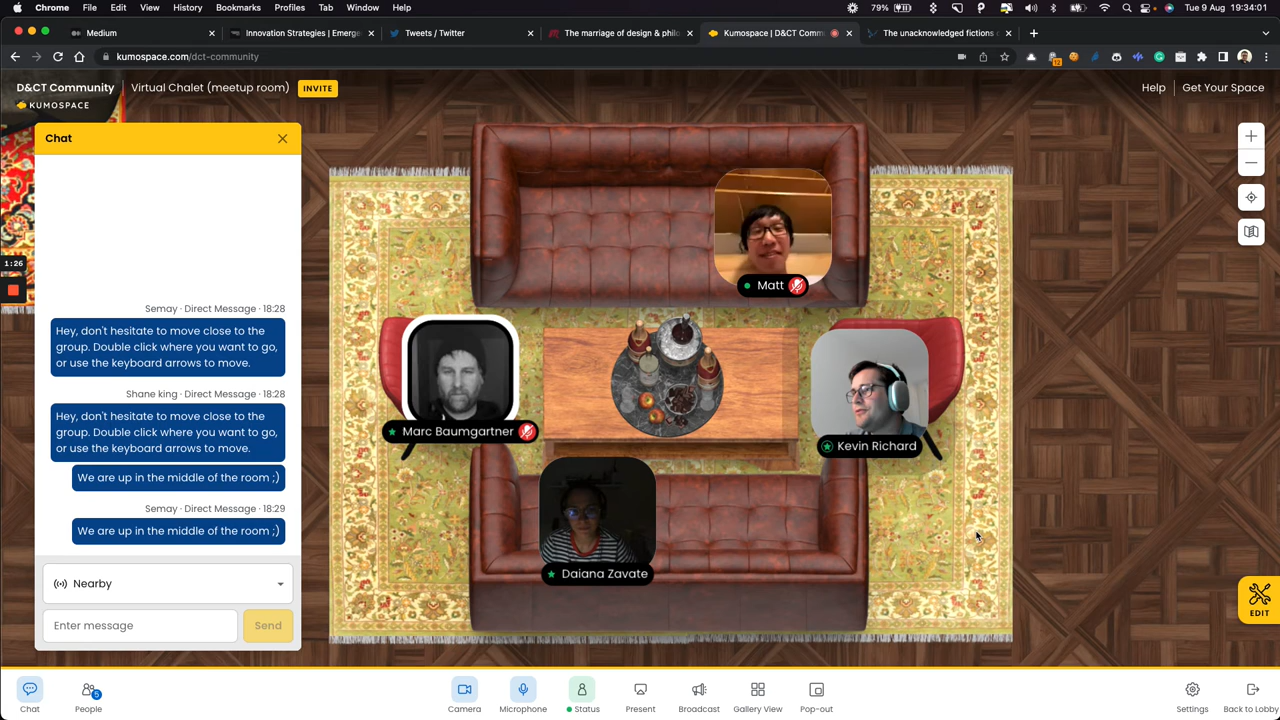 Chrome File Edit View History Bookmarks Profiles Tab Window Help 79% Tue 9 Aug 19:34:01
Medium Innovation Strategies | Emerge Tweets / Twitter The marriage of design & philo Kumospace | D&CT Comm The unacknowledged fictions
kumospace.com/dct-community
12
D&CT Community Virtual Chalet (meetup room) INVITE Help Get Your Space
KUMOSPACE
Chat
1:26
Semay · Direct Message · 18:28
Hey, don't hesitate to move close to the
group. Double click where you want to go,
or use the keyboard arrows to move.
Shane king · Direct Message · 18:28
Hey, don't hesitate to move close to the
group. Double click where you want to go,
or use the keyboard arrows to move.
We are up in the middle of the room ;)
Semay · Direct Message · 18:29
We are up in the middle of the room ;)
Nearby
Enter message Send
Matt
Marc Baumgartner
Kevin Richard
Daiana Zavate
EDIT
5
Chat People Camera Microphone Status Present Broadcast Gallery View Pop-out Settings Back to Lobby